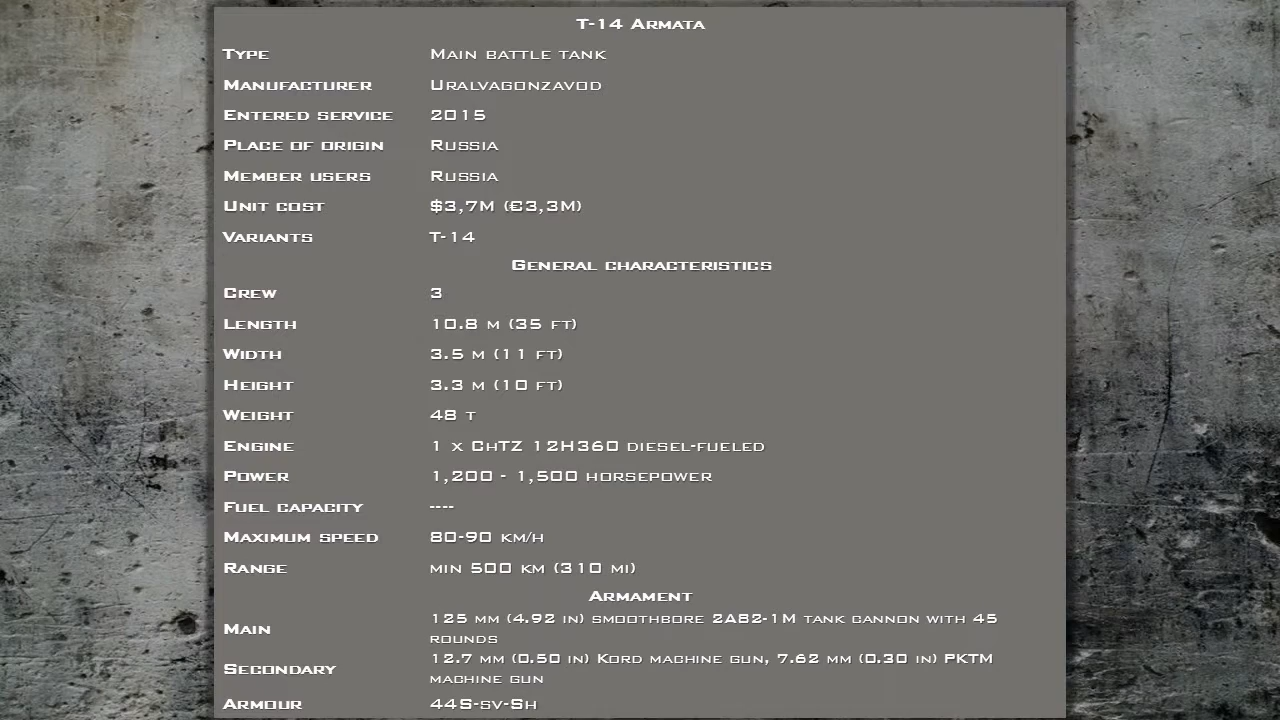 T-14 Armata
Type Main battle tank
Manufacturer Uralvagonzavod
Entered service 2015
Place of origin Russia
Member users Russia
Unit cost $3,7M (€3,3M)
Variants T-14
General characteristics
Crew 3
Length 10.8 m (35 ft)
Width 3.5 m (11 ft)
Height 3.3 m (10 ft)
Weight 48 t
Engine 1 x ChTZ 12H360 diesel-fueled
Power 1,200 - 1,500 horsepower
Fuel capacity ----
Maximum speed 80-90 km/h
Range min 500 km (310 mi)
Armament
Main 125 mm (4.92 in) smoothbore 2A82-1M tank cannon with 45
rounds
Secondary 12.7 mm (0.50 in) Kord machine gun, 7.62 mm (0.30 in) PKTM
machine gun
Armour 44S-sv-Sh